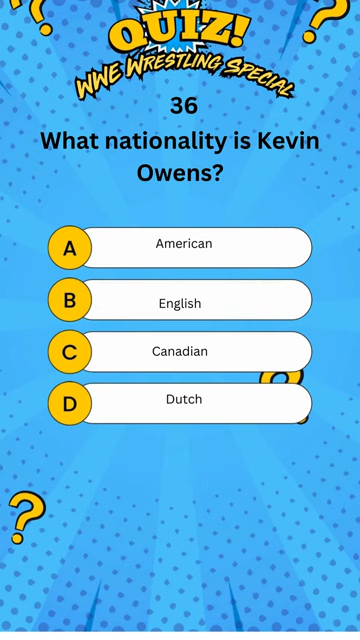 QUIZ!
WWE WRESTLING SPECIAL
36
What nationality is Kevin
Owens?
A American
B English
C Canadian
D Dutch